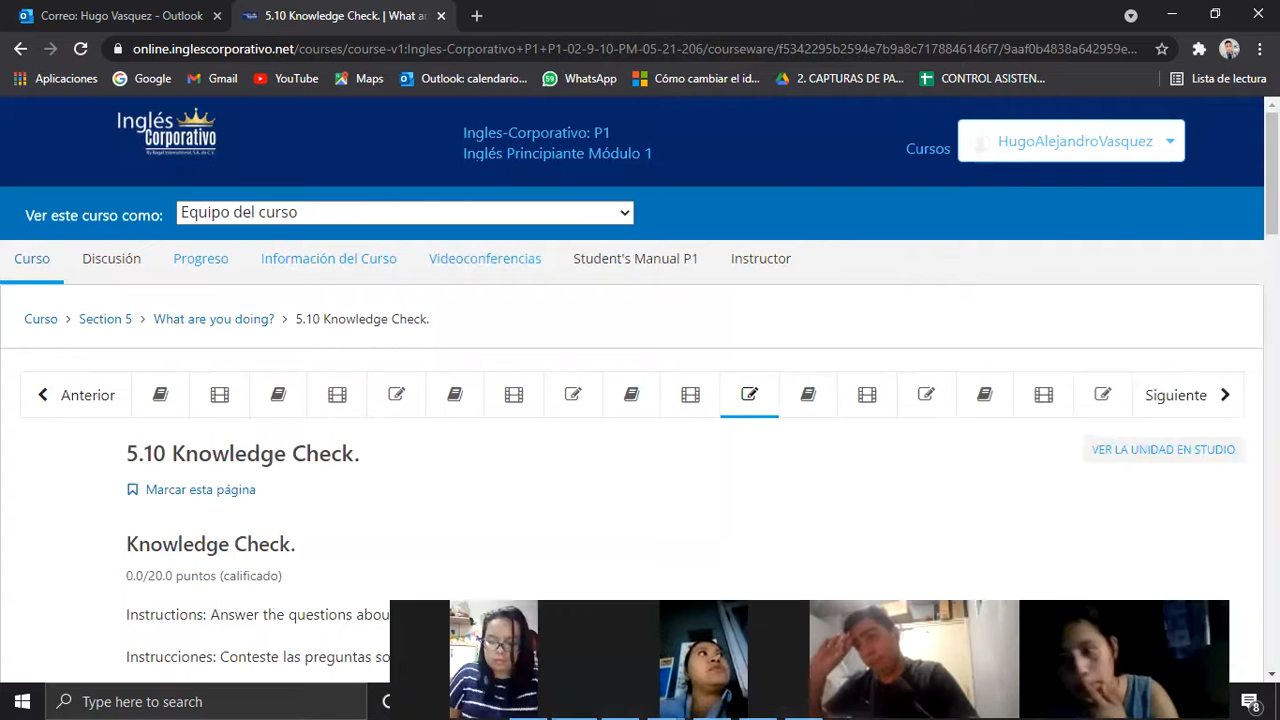 Correo: Hugo Vasquez - Outlook
5.10 Knowledge Check. | What ar
online.inglescorporativo.net/courses/course-v1:Ingles-Corporativo+P1+P1-02-9-10-PM-05-21-206/courseware/f5342295b2594e7b9a8c7178846146f7/9aaf0b4838a642959e...
Aplicaciones
Google
Gmail
YouTube
Maps
Outlook: calendario...
WhatsApp
Cómo cambiar el id...
2. CAPTURAS DE PA...
CONTROL ASISTEN...
Lista de lectura
Inglés Corporativo
Ingles-Corporativo: P1
Inglés Principiante Módulo 1
Cursos
HugoAlejandroVasquez
Ver este curso como:
Equipo del curso
Curso
Discusión
Progreso
Información del Curso
Videoconferencias
Student's Manual P1
Instructor
Curso > Section 5 > What are you doing? > 5.10 Knowledge Check.
Anterior
Siguiente
5.10 Knowledge Check.
VER LA UNIDAD EN STUDIO
Marcar esta página
Knowledge Check.
0.0/20.0 puntos (calificado)
Instructions: Answer the questions abou
Instrucciones: Conteste las preguntas so
Type here to search
8